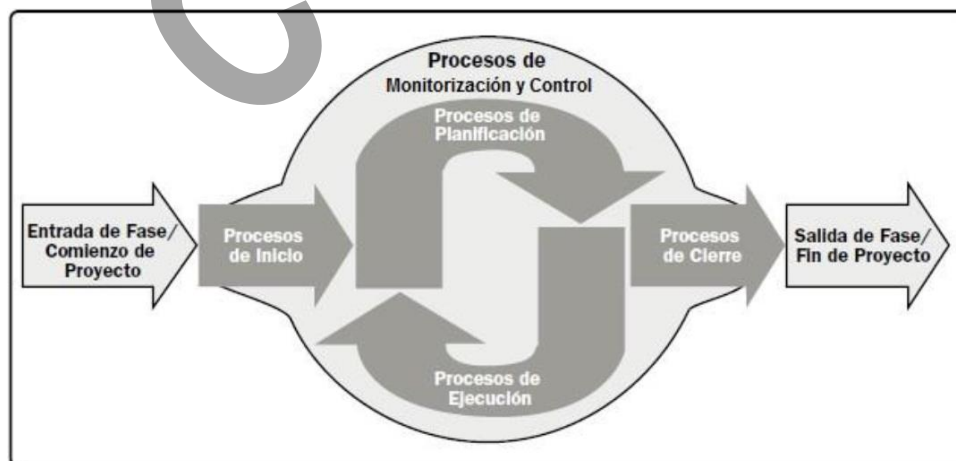 Procesos de
Monitorización y Control
Procesos de
Planificación
Entrada de Fase/
Comienzo de
Proyecto
Procesos
de Inicio
Procesos
de Cierre
Salida de Fase/
Fin de Proyecto
Procesos de
Ejecución